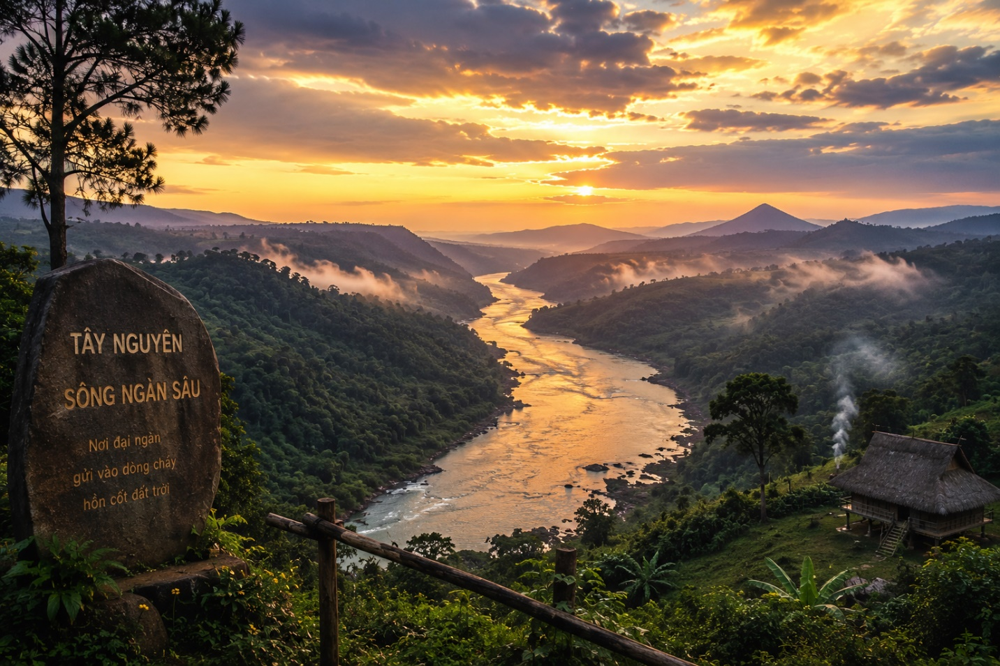 TÂY NGUYÊN
SÔNG NGÀN SÂU
Nơi đại ngàn
gửi vào dòng chảy
hồn cốt đất trời